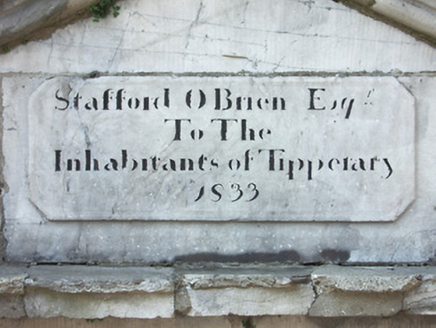 Stafford O'Brien Esqr.
To The
Inhabitants of Tipperary
1833